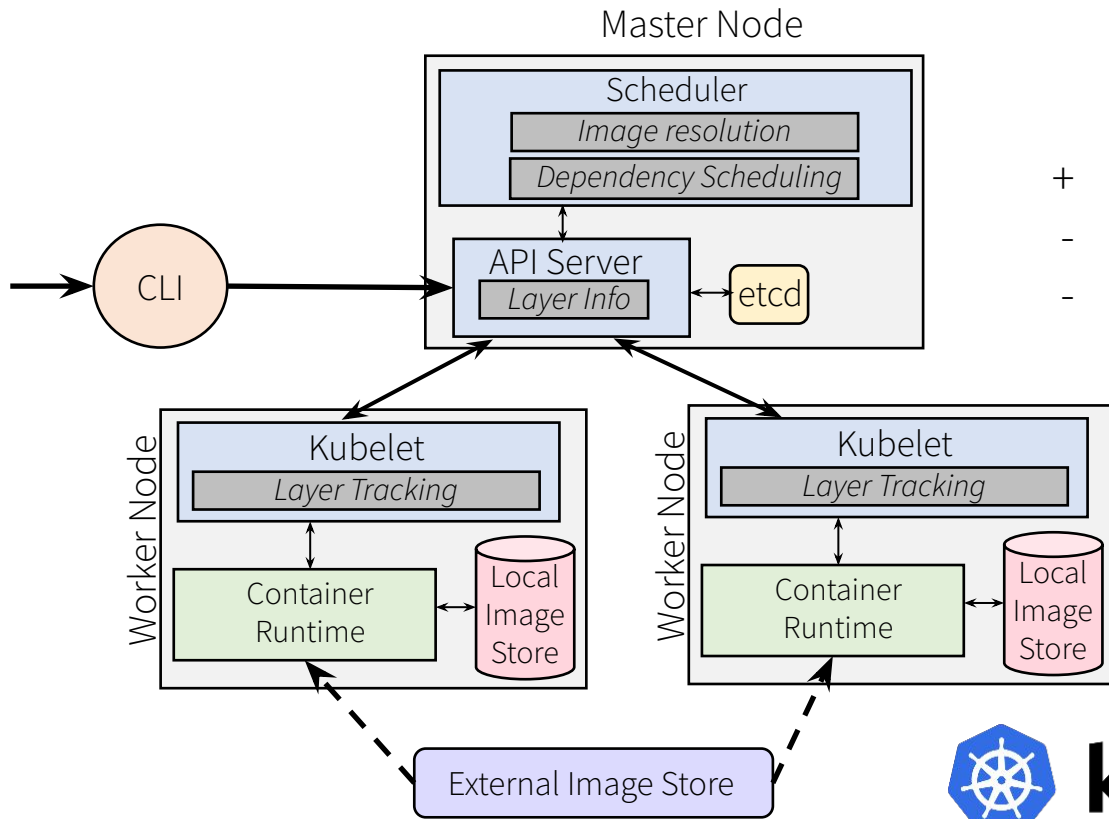 Master Node
Scheduler
Image resolution
Dependency Scheduling
+
-
-
CLI
API Server
Layer Info
etcd
Worker Node
Kubelet
Layer Tracking
Container
Runtime
Local
Image
Store
Worker Node
Kubelet
Layer Tracking
Container
Runtime
Local
Image
Store
External Image Store
k